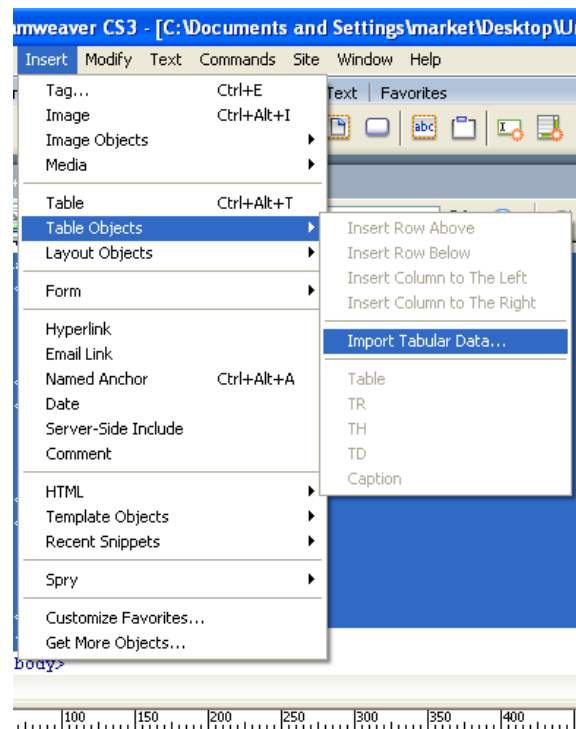 amweaver CS3 - [C:\Documents and Settings\market\Desktop\Un
Insert Modify Text Commands Site Window Help
Text Favorites
Tag... Ctrl+E
Image Ctrl+Alt+I
Image Objects
Media
abc
Table Ctrl+Alt+T
Table Objects
Layout Objects
Form
Hyperlink
Email Link
Named Anchor Ctrl+Alt+A
Date
Server-Side Include
Comment
HTML
Template Objects
Recent Snippets
Spry
Customize Favorites...
Get More Objects...
Insert Row Above
Insert Row Below
Insert Column to The Left
Insert Column to The Right
Import Tabular Data...
Table
TR
TH
TD
Caption
body>
100 150 200 250 300 350 400